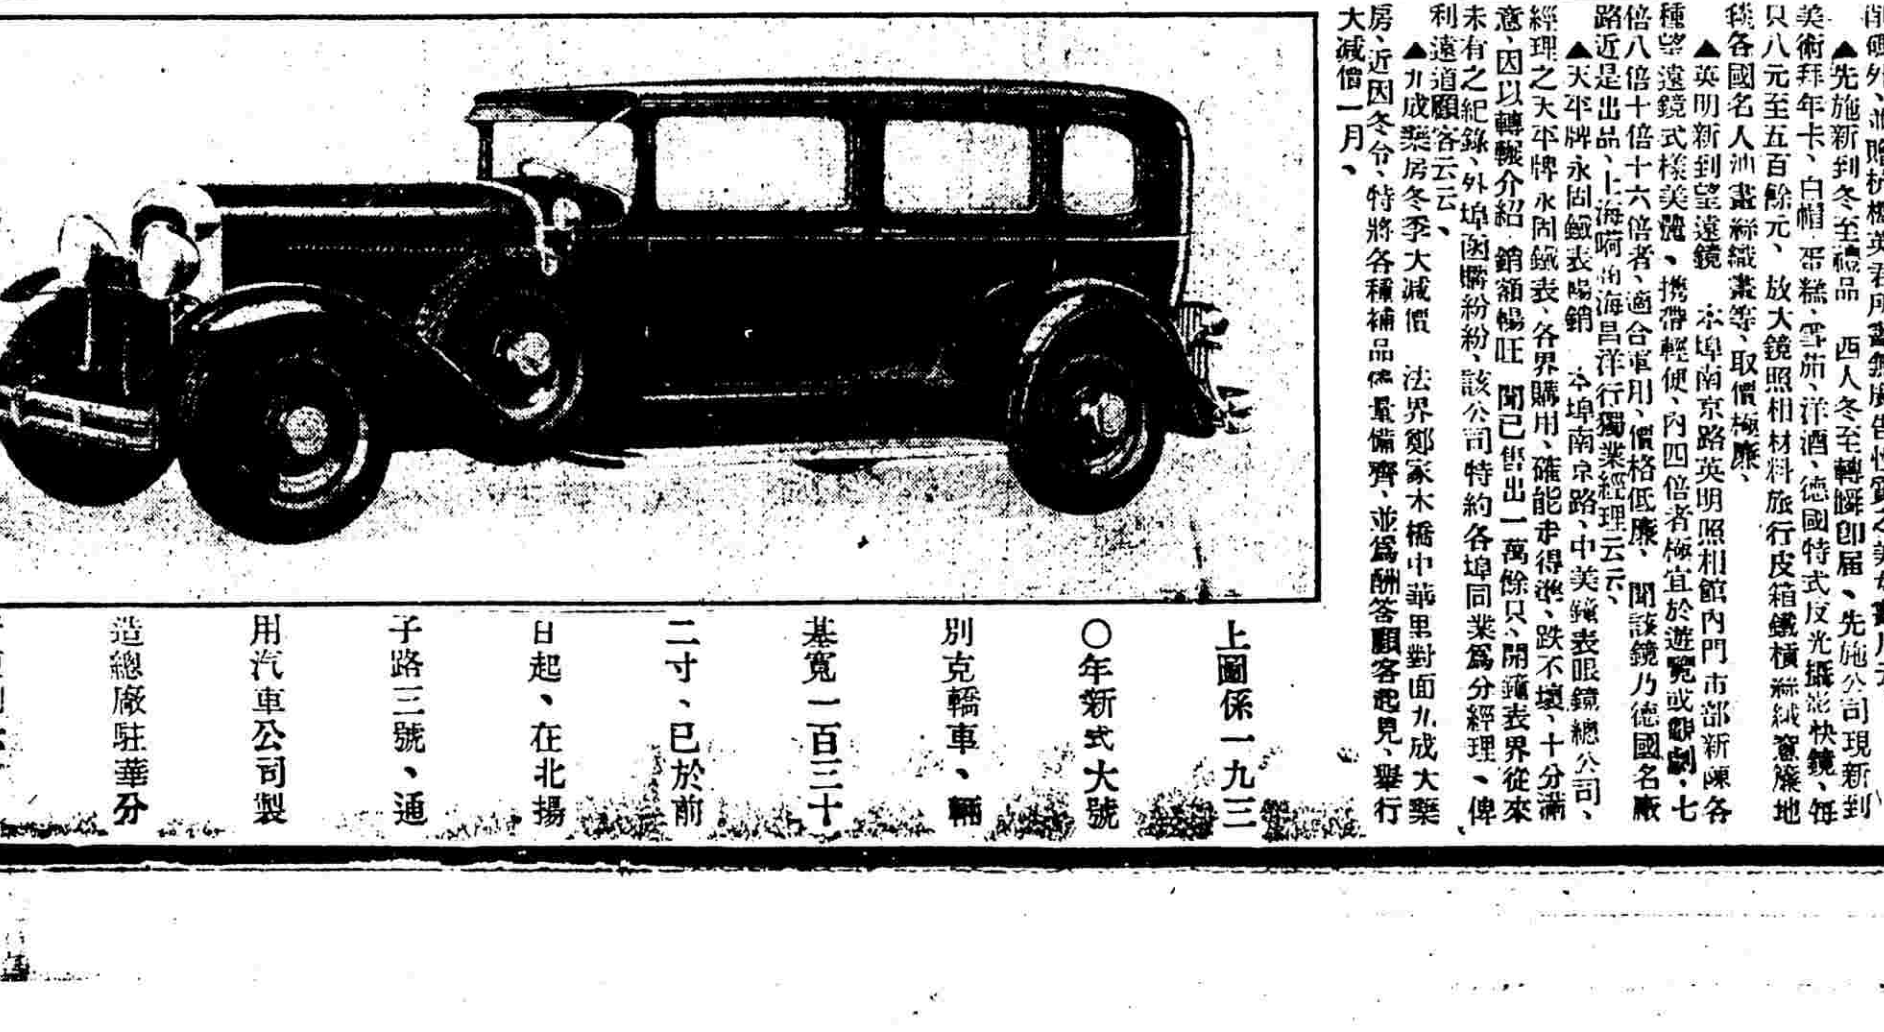 ▲先施新到冬至禮品　西人冬至轉瞬卽届、先施公司現新到
美術拜年卡、白帽　蛋糕、雪茄、洋酒、德國特式反光攝影快鏡、每
只八元至五百餘元、放大鏡照相材料旅行皮箱鐵橫絲絨窗簾地
毯各國名人油畫絲織畫等、取價極廉、
▲英明新到望遠鏡　本埠南京路英明照相館內門市部新陳各
種望遠鏡式樣美麗、携帶輕便、內四倍者極宜於遊覽或觀劇、七
倍八倍十倍十六倍者、適合軍用、價格低廉、聞該鏡乃德國名廠
路近是出品、上海海昌洋行獨業經理云云、
▲天平牌永固鐵表暢銷　本埠南京路、中美鐘表眼鏡總公司、
經理之天平牌永固鐵表、各界購用、確能走得準、跌不壞、十分滿
意、因以轉輾介紹　銷額暢旺　聞已售出一萬餘只、開鐘表界從來
未有之紀錄、外埠函購紛紛、該公司特約各埠同業爲分經理、俾
利遠道顧客云云、
▲九成藥房冬季大減價　法界鄭家木橋中華里對面九成大藥
房、近因冬令、特將各種補品儘量備齊、並爲酬答顧客起見、舉行
大減價一月、
上圖係一九三
〇年新式大號
別克轎車、輛
基寬一百三十
二寸、已於前
日起、在北揚
子路三號、通
用汽車公司製
造總廠駐華分